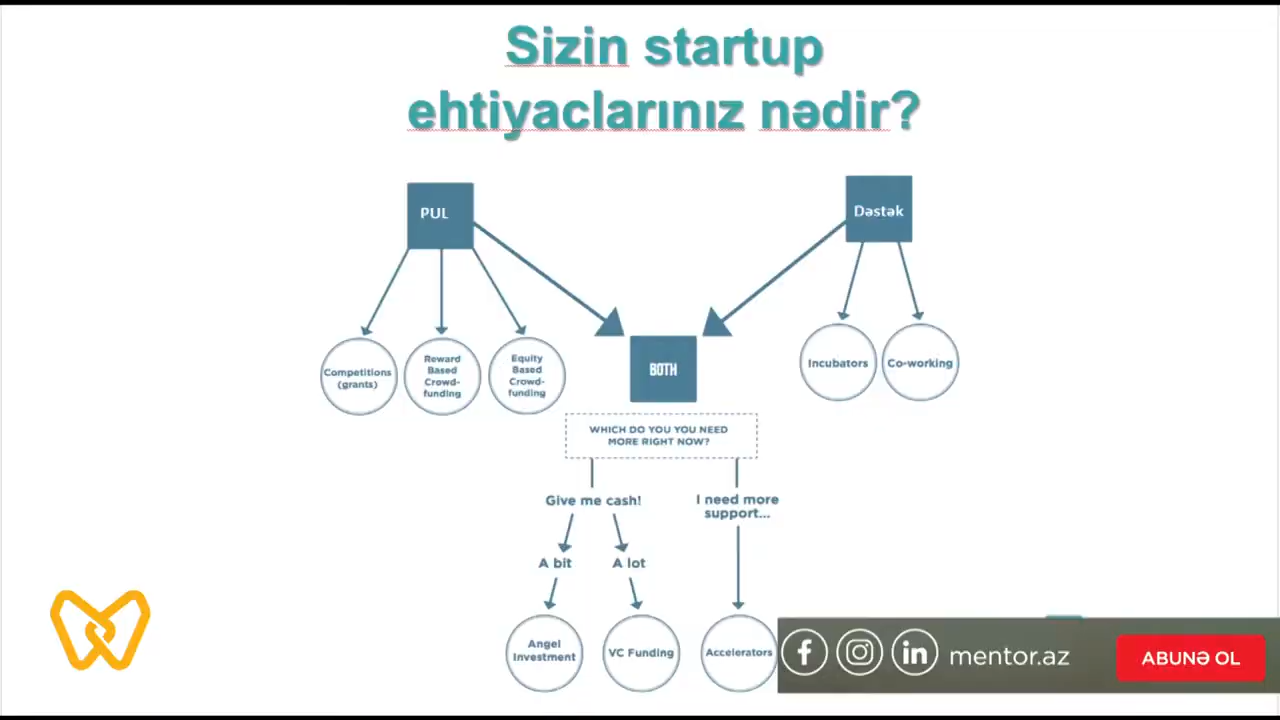 Sizin startup
ehtiyaclarınız nədir?
PUL
Dəstək
Competitions
(grants)
Reward
Based
Crowd-
funding
Equity
Based
Crowd-
funding
BOTH
Incubators
Co-working
WHICH DO YOU YOU NEED
MORE RIGHT NOW?
Give me cash!
I need more
support...
A bit
A lot
Angel
Investment
VC Funding
Accelerators
mentor.az
ABUNƏ OL